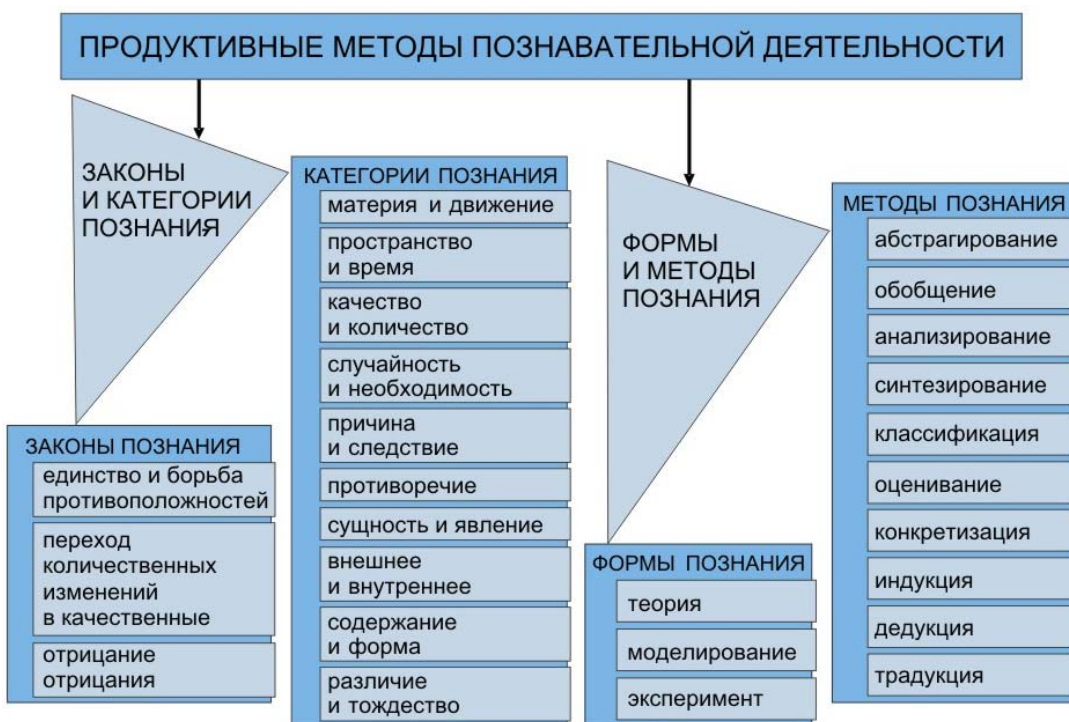 ПРОДУКТИВНЫЕ МЕТОДЫ ПОЗНАВАТЕЛЬНОЙ ДЕЯТЕЛЬНОСТИ
ЗАКОНЫ
И КАТЕГОРИИ
ПОЗНАНИЯ
ЗАКОНЫ ПОЗНАНИЯ
единство и борьба
противоположностей
переход
количественных
изменений
в качественные
отрицание
отрицания
КАТЕГОРИИ ПОЗНАНИЯ
материя и движение
пространство
и время
качество
и количество
случайность
и необходимость
причина
и следствие
противоречие
сущность и явление
внешнее
и внутреннее
содержание
и форма
различие
и тождество
ФОРМЫ
И МЕТОДЫ
ПОЗНАНИЯ
ФОРМЫ ПОЗНАНИЯ
теория
моделирование
эксперимент
МЕТОДЫ ПОЗНАНИЯ
абстрагирование
обобщение
анализирование
синтезирование
классификация
оценивание
конкретизация
индукция
дедукция
традукция